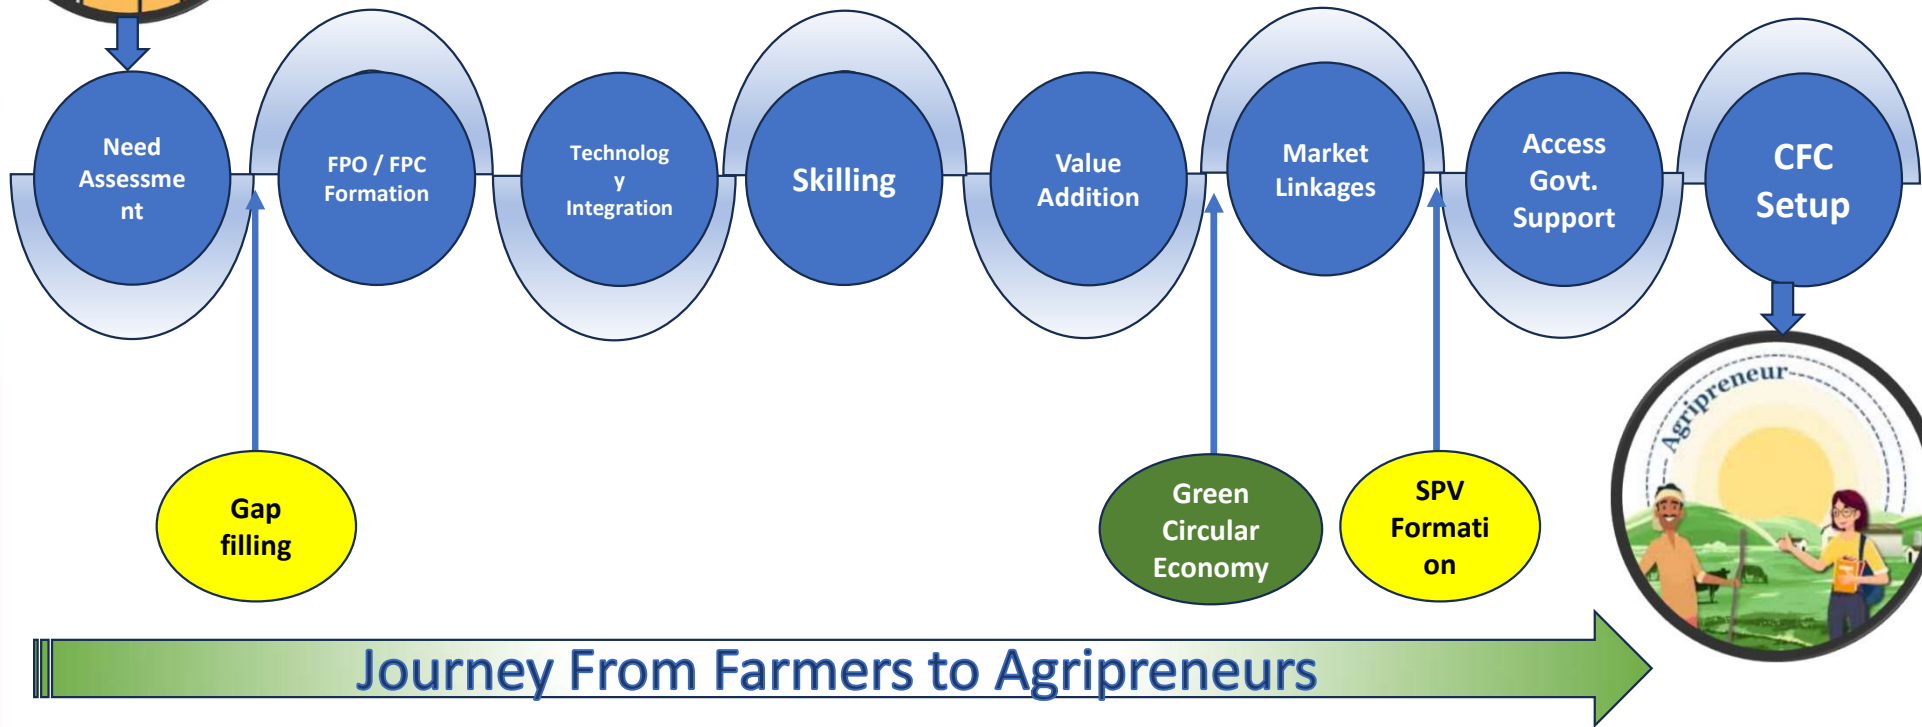 Need
Assessme
nt
FPO / FPC
Formation
Technolog
y
Integration
Skilling
Value
Addition
Market
Linkages
Access
Govt.
Support
CFC
Setup
Gap
filling
Green
Circular
Economy
SPV
Formati
on
Agripreneur
Journey From Farmers to Agripreneurs